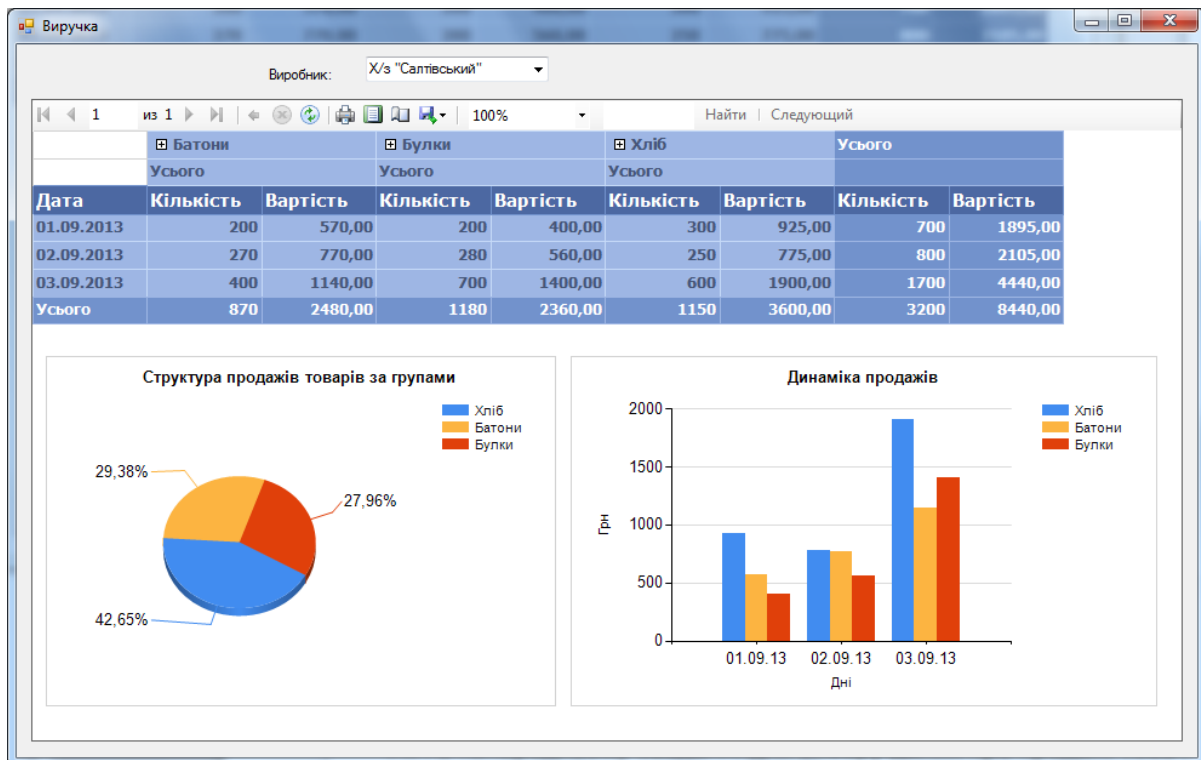 Виручка
Виробник: Х/з "Салтівський"
1 из 1 100% Найти | Следующий
Батони Булки Хліб Усього
Усього Усього Усього
Дата Кількість Вартість Кількість Вартість Кількість Вартість Кількість Вартість
01.09.2013 200 570,00 200 400,00 300 925,00 700 1895,00
02.09.2013 270 770,00 280 560,00 250 775,00 800 2105,00
03.09.2013 400 1140,00 700 1400,00 600 1900,00 1700 4440,00
Усього 870 2480,00 1180 2360,00 1150 3600,00 3200 8440,00
Структура продажів товарів за групами
Хліб
Батони
Булки
29,38%
27,96%
42,65%
Динаміка продажів
Хліб
Батони
Булки
2000
1500
1000
500
0
Грн
01.09.13 02.09.13 03.09.13
Дні